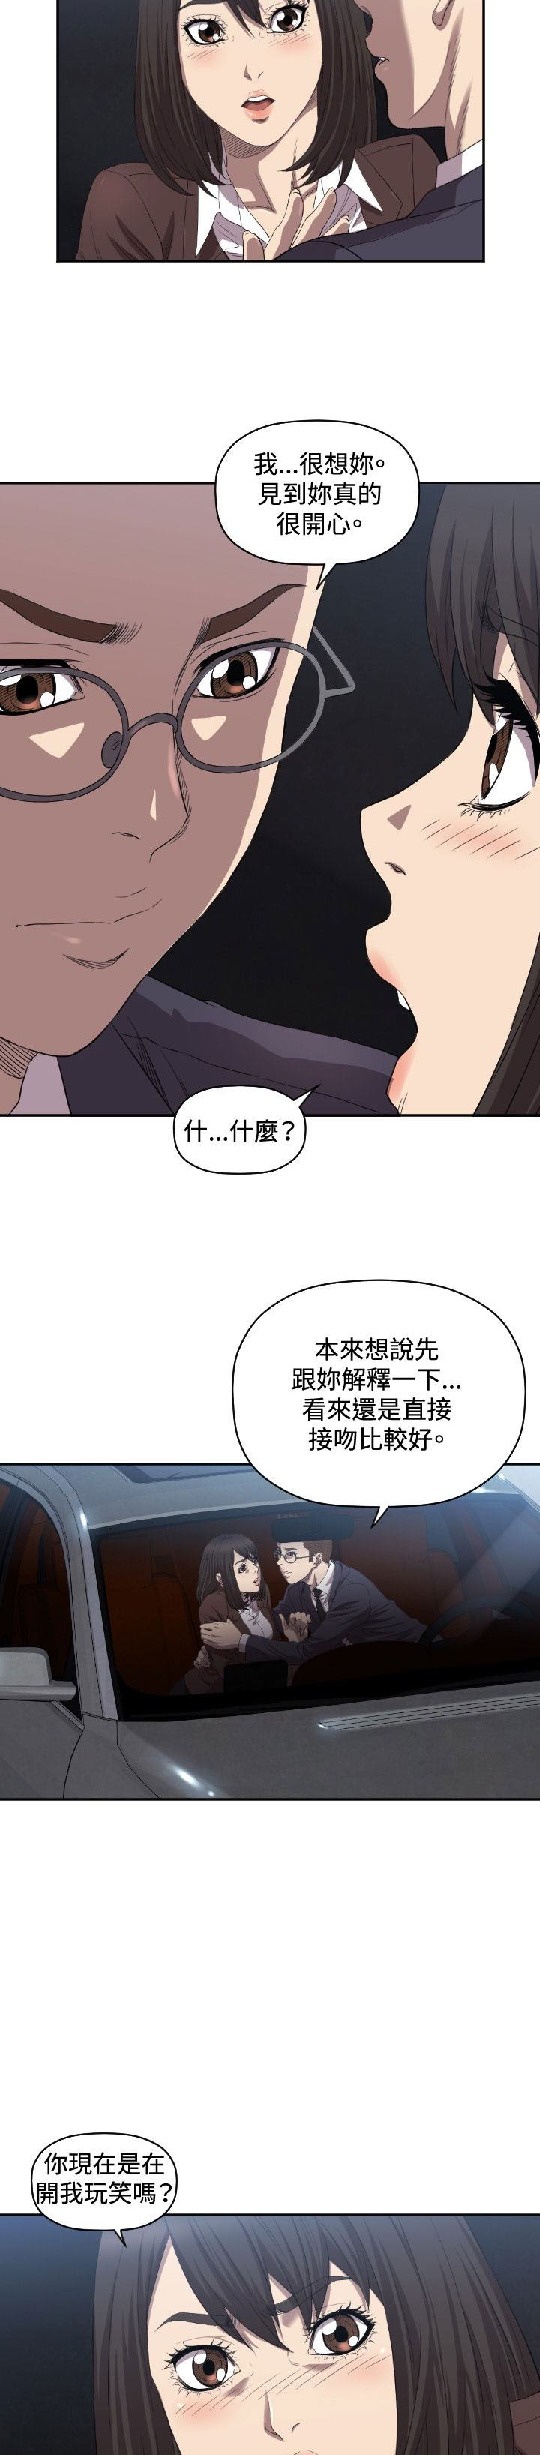 我...很想妳。
見到妳真的
很開心。
什...什麼？
本來想說先
跟妳解釋一下...
看來還是直接
接吻比較好。
你現在是在
開我玩笑嗎？